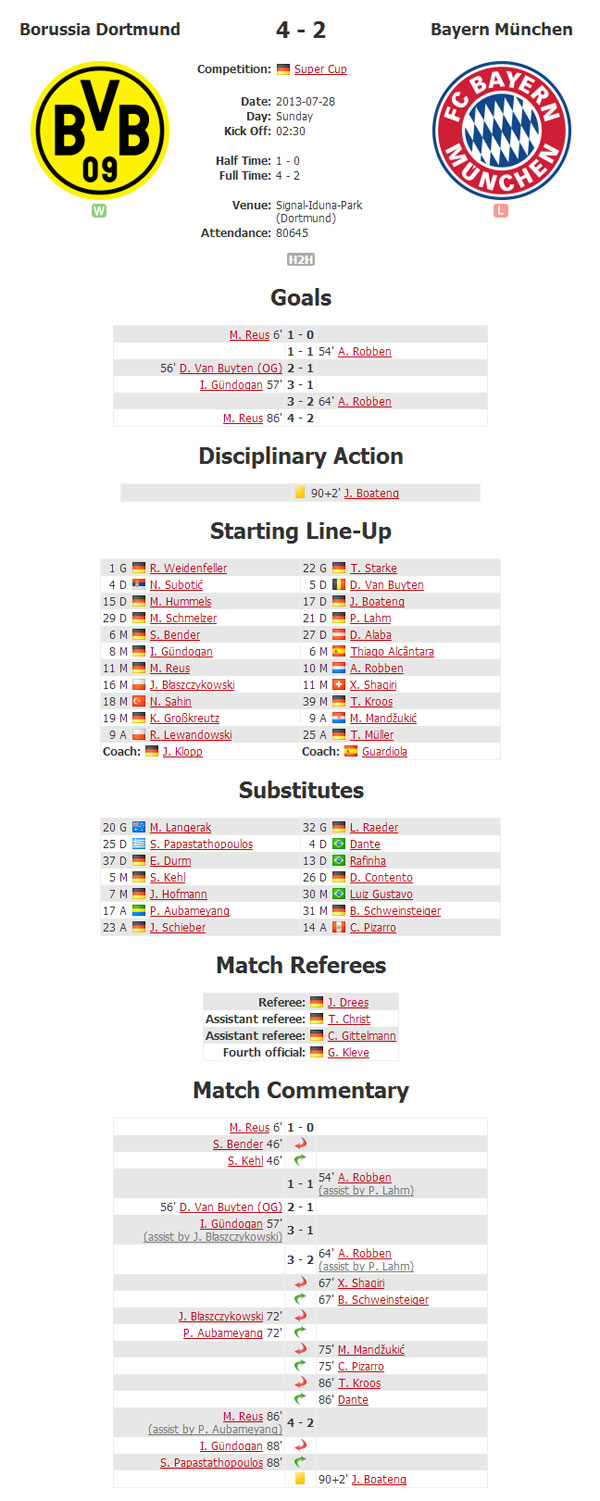 Borussia Dortmund 4 - 2 Bayern München
Competition: Super Cup
Date: 2013-07-28
Day: Sunday
Kick Off: 02:30
Half Time: 1 - 0
Full Time: 4 - 2
Venue: Signal-Iduna-Park
(Dortmund)
Attendance: 80645
BVB
09
W
FC BAYERN
MÜNCHEN
L
H2H
Goals
M. Reus 6' 1 - 0
1 - 1 54' A. Robben
56' D. Van Buyten (OG) 2 - 1
I. Gündogan 57' 3 - 1
3 - 2 64' A. Robben
M. Reus 86' 4 - 2
Disciplinary Action
90+2' J. Boateng
Starting Line-Up
1 G R. Weidenfeller 22 G T. Starke
4 D N. Subotić 5 D D. Van Buyten
15 D M. Hummels 17 D J. Boateng
29 D M. Schmelzer 21 D P. Lahm
6 M S. Bender 27 D D. Alaba
8 M I. Gündogan 6 M Thiago Alcântara
11 M M. Reus 10 M A. Robben
16 M J. Błaszczykowski 11 M X. Shaqiri
18 M N. Sahin 39 M T. Kroos
19 M K. Großkreutz 9 A M. Mandžukić
9 A R. Lewandowski 25 A T. Müller
Coach: J. Klopp Coach: Guardiola
Substitutes
20 G M. Langerak 32 G L. Raeder
25 D S. Papastathopoulos 4 D Dante
37 D E. Durm 13 D Rafinha
5 M S. Kehl 26 D D. Contento
7 M J. Hofmann 30 M Luiz Gustavo
17 A P. Aubameyang 31 M B. Schweinsteiger
23 A J. Schieber 14 A C. Pizarro
Match Referees
Referee: J. Drees
Assistant referee: T. Christ
Assistant referee: C. Gittelmann
Fourth official: G. Kleve
Match Commentary
M. Reus 6' 1 - 0
S. Bender 46'
S. Kehl 46'
1 - 1 54' A. Robben
(assist by P. Lahm)
56' D. Van Buyten (OG) 2 - 1
I. Gündogan 57' 3 - 1
(assist by J. Błaszczykowski)
3 - 2 64' A. Robben
(assist by P. Lahm)
67' X. Shaqiri
67' B. Schweinsteiger
J. Błaszczykowski 72'
P. Aubameyang 72'
75' M. Mandžukić
75' C. Pizarro
86' T. Kroos
86' Dante
M. Reus 86' 4 - 2
(assist by P. Aubameyang)
I. Gündogan 88'
S. Papastathopoulos 88'
90+2' J. Boateng